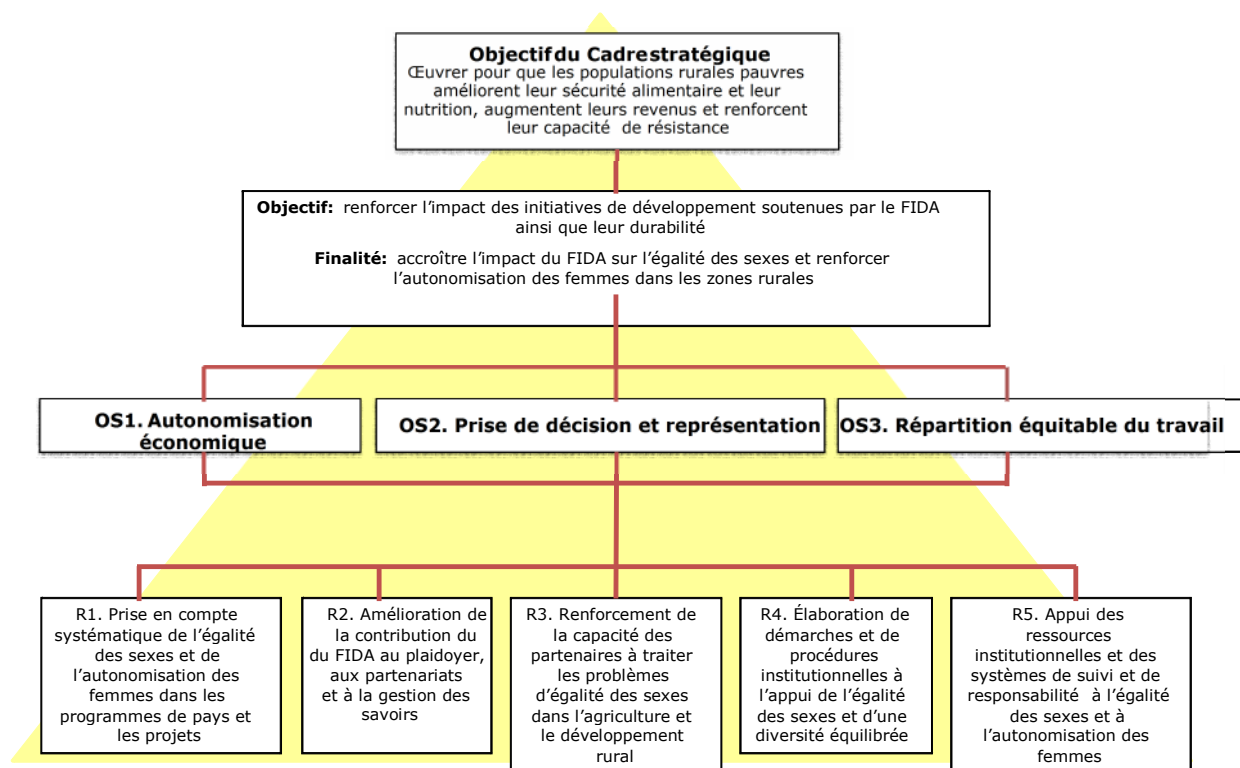 Objectif du Cadrestratégique
Œuvrer pour que les populations rurales pauvres
améliorent leur sécurité alimentaire et leur
nutrition, augmentent leurs revenus et renforcent
leur capacité de résistance
Objectif: renforcer l’impact des initiatives de développement soutenues par le FIDA
ainsi que leur durabilité
Finalité: accroître l’impact du FIDA sur l’égalité des sexes et renforcer
l’autonomisation des femmes dans les zones rurales
OS1. Autonomisation
économique
OS2. Prise de décision et représentation
OS3. Répartition équitable du travail
R1. Prise en compte
systématique de l’égalité
des sexes et de
l’autonomisation des
femmes dans les
programmes de pays et
les projets
R2. Amélioration de
la contribution du
du FIDA au plaidoyer,
aux partenariats
et à la gestion des
savoirs
R3. Renforcement de
la capacité des
partenaires à traiter
les problèmes
d’égalité des sexes
dans l’agriculture et
le développement
rural
R4. Élaboration de
démarches et de
procédures
institutionnelles à
l’appui de l’égalité
des sexes et d’une
diversité équilibrée
R5. Appui des
ressources
institutionnelles et des
systèmes de suivi et de
responsabilité à l’égalité
des sexes et à
l’autonomisation des
femmes